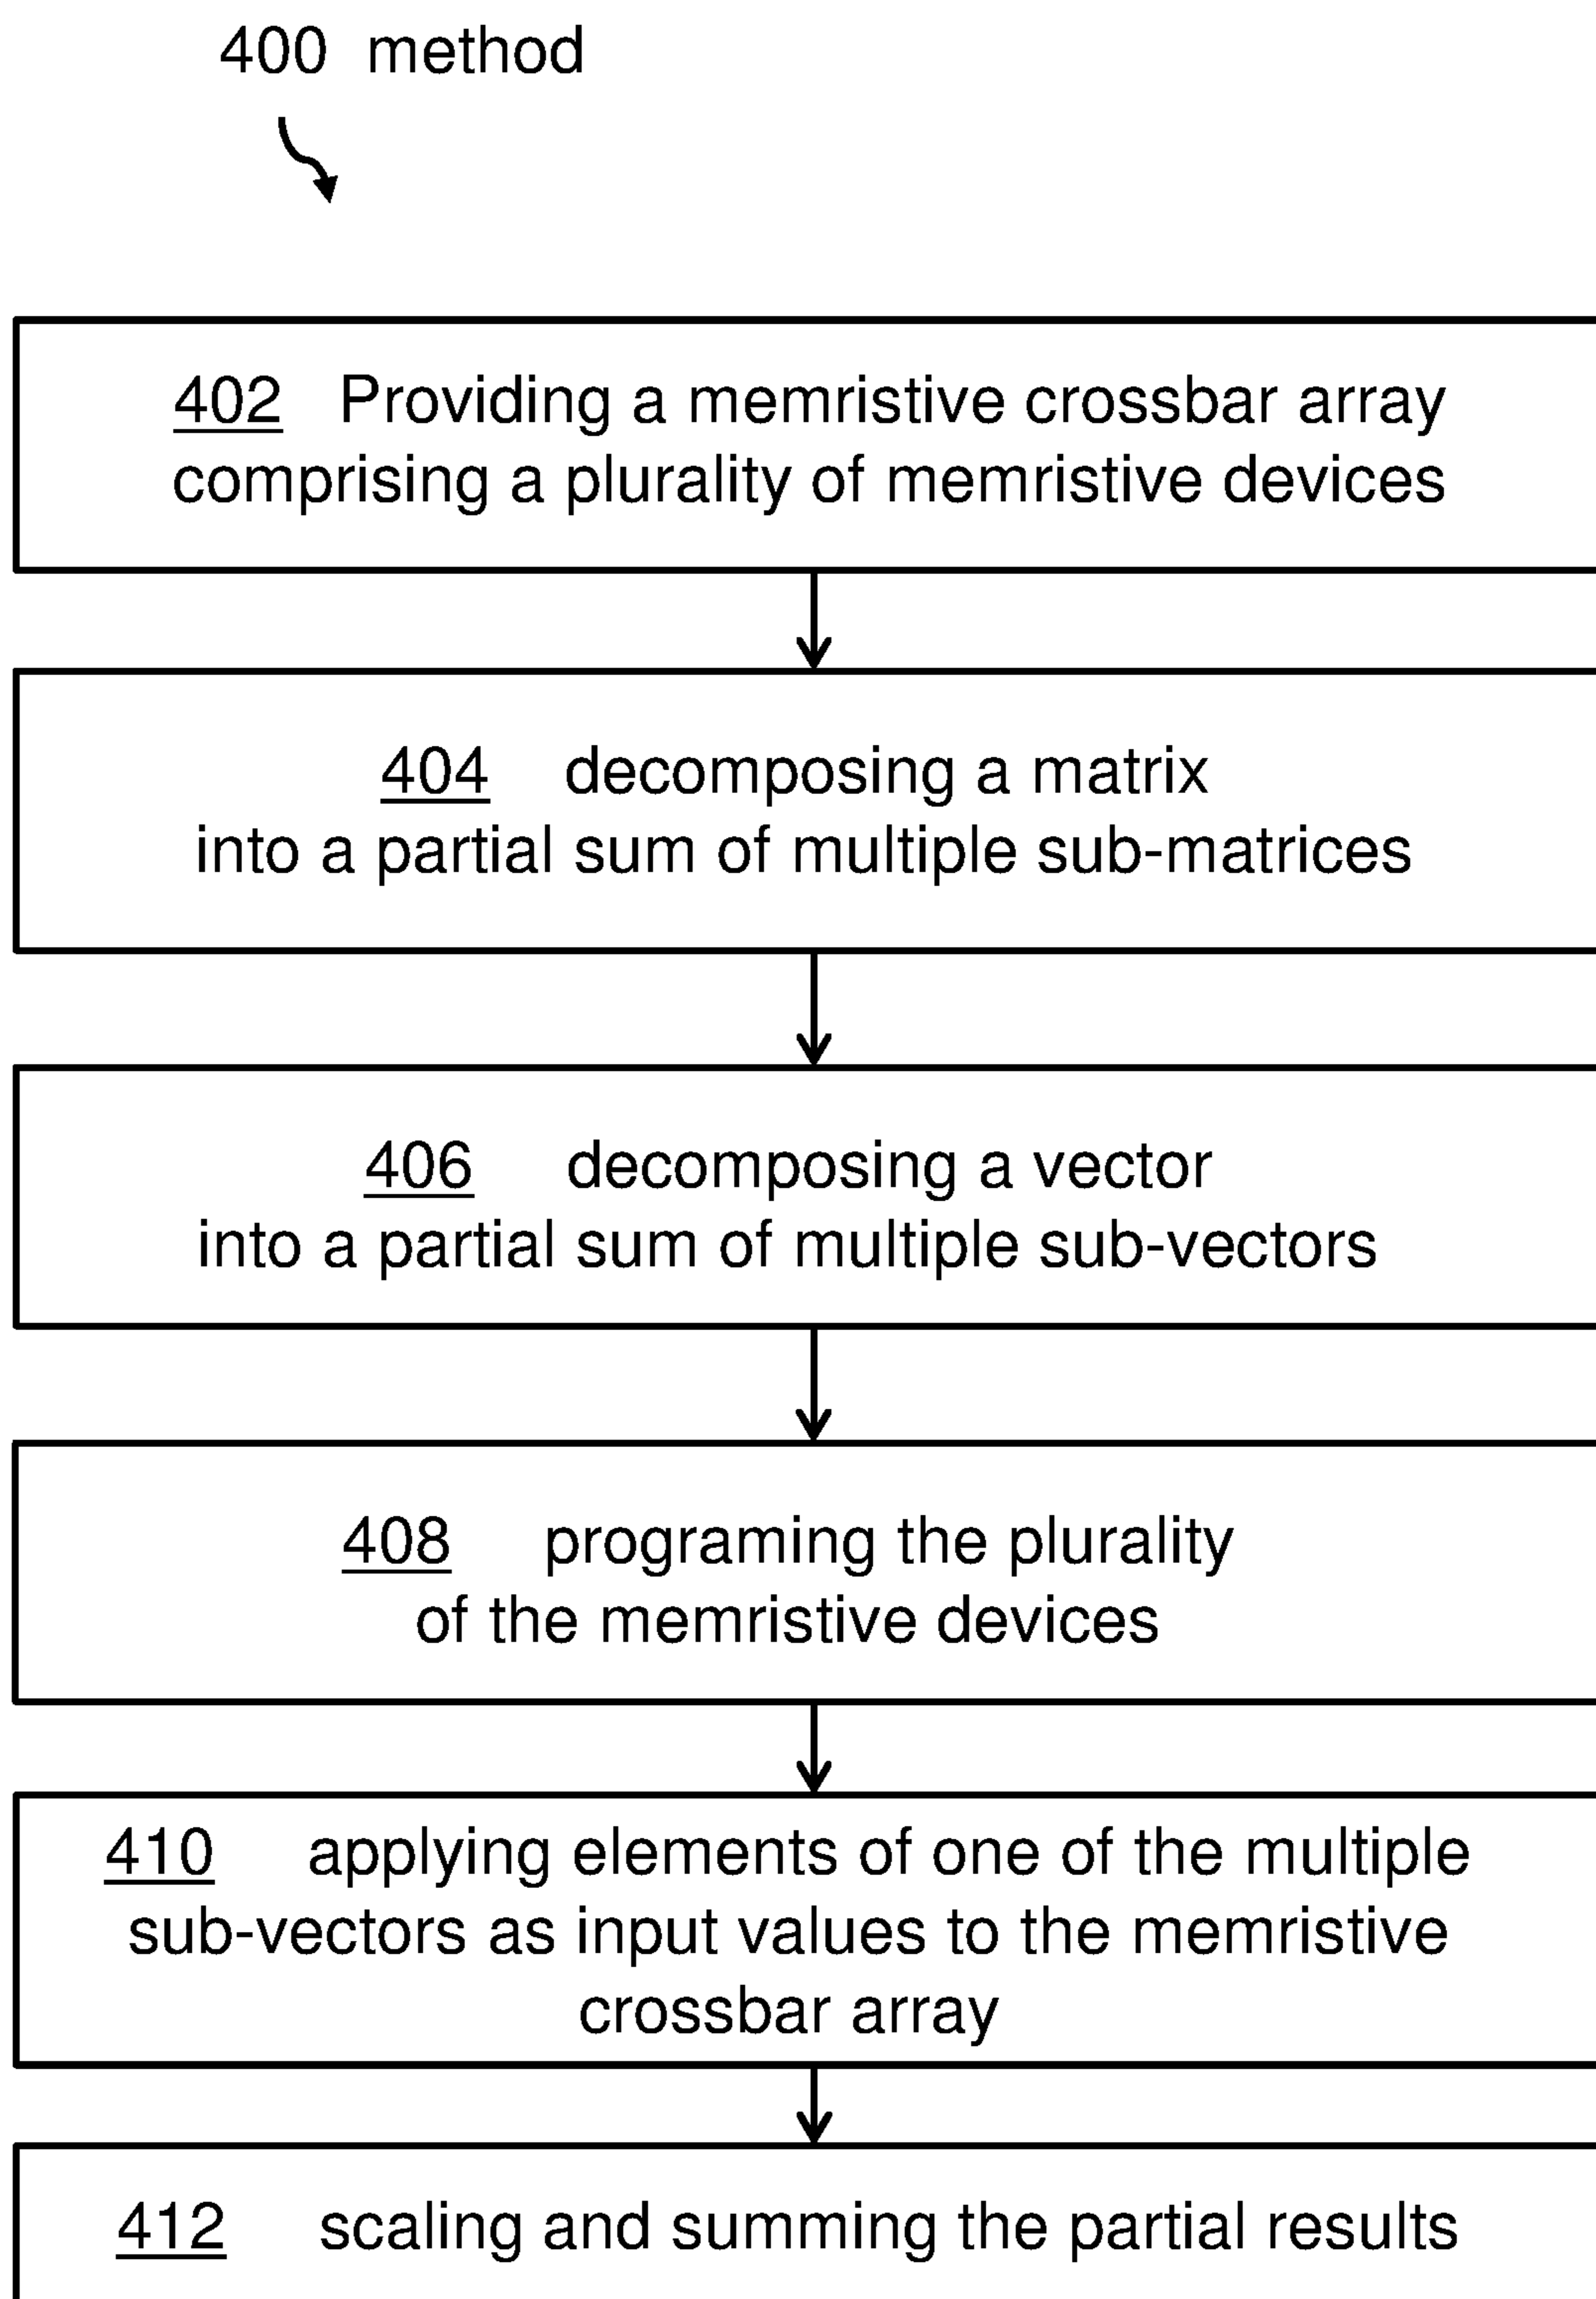 400 method
402 Providing a memristive crossbar array
comprising a plurality of memristive devices
404 decomposing a matrix
into a partial sum of multiple sub-matrices
406 decomposing a vector
into a partial sum of multiple sub-vectors
408 programing the plurality
of the memristive devices
410 applying elements of one of the multiple
sub-vectors as input values to the memristive
crossbar array
412 scaling and summing the partial results